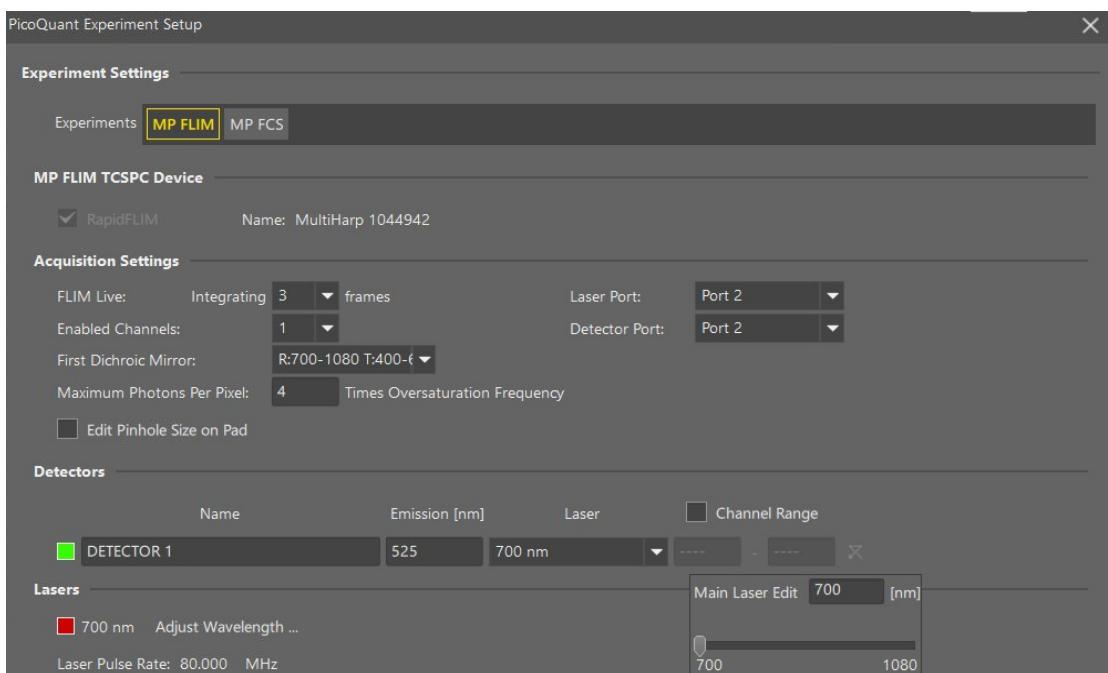 PicoQuant Experiment Setup
Experiment Settings
Experiments MP FLIM MP FCS
MP FLIM TCSPC Device
RapidFLIM Name: MultiHarp 1044942
Acquisition Settings
FLIM Live: Integrating 3 frames Laser Port: Port 2
Enabled Channels: 1 Detector Port: Port 2
First Dichroic Mirror: R:700-1080 T:400-6
Maximum Photons Per Pixel: 4 Times Oversaturation Frequency
Edit Pinhole Size on Pad
Detectors
Name Emission [nm] Laser Channel Range
DETECTOR 1 525 700 nm ---- - ----
Lasers
Main Laser Edit 700 [nm]
700 nm Adjust Wavelength ...
Laser Pulse Rate: 80.000 MHz
700 1080